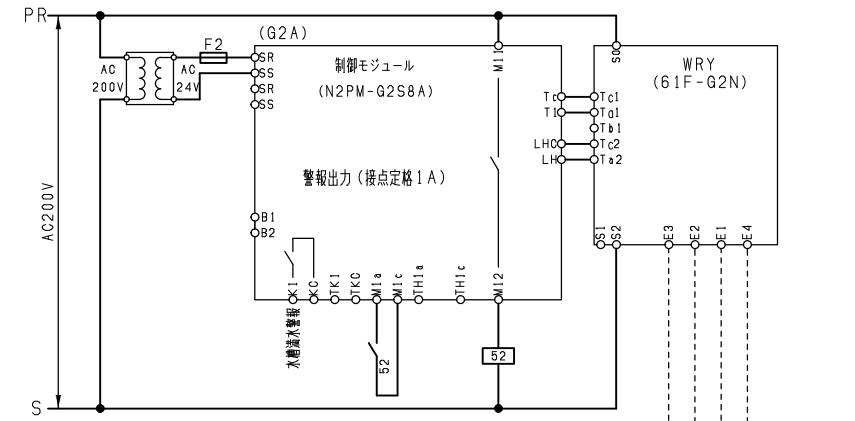 PR
(G2A)
F2
AC
200V
AC
24V
SR
SS
SR
SS
制御モジュール
(N2PM-G2S8A)
M11
S0
WRY
(61F-G2N)
Tc
T1
LHC
LH
Tc1
Ta1
Tb1
Tc2
Ta2
警報出力(接点定格1A)
AC200V
B1
B2
K1
KC
TK1
TKC
M1a
M1c
TH1a
TH1c
M12
S1
S2
E3
E2
E1
E4
水槽満水警報
52
52
S